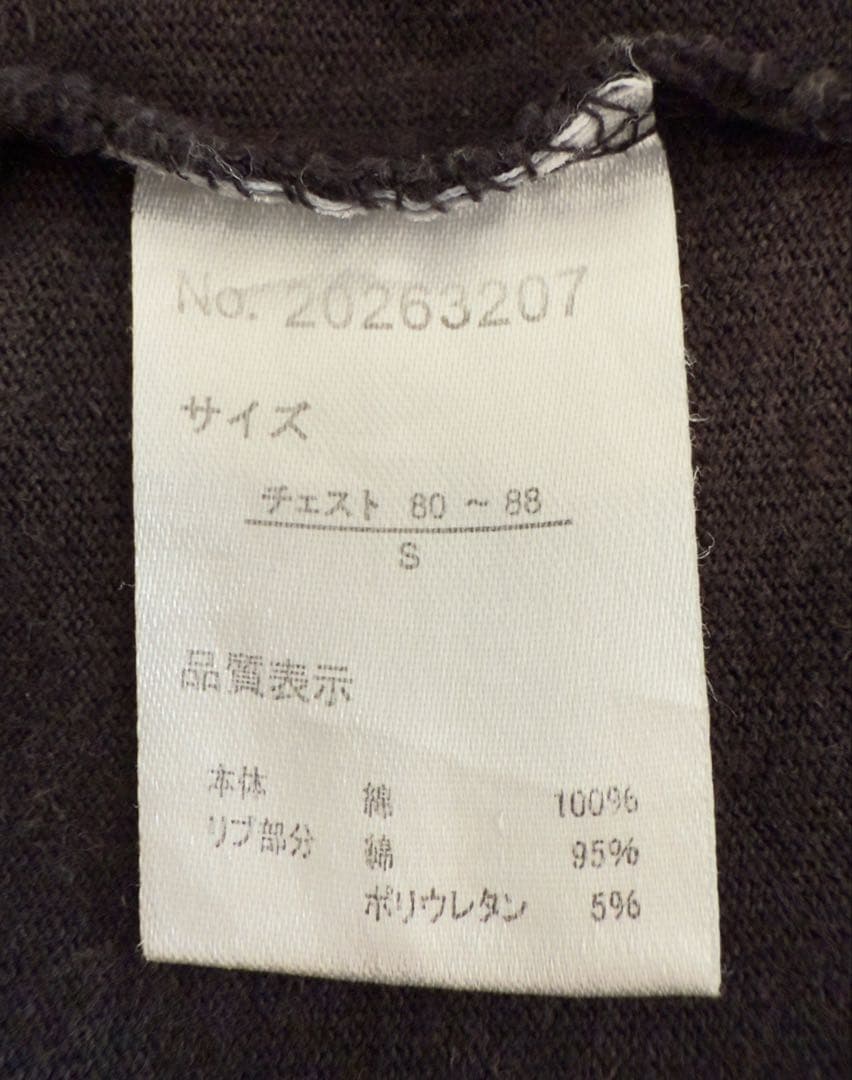 No. 20263207
サイズ
チェスト 80 ~ 88
S
品質表示
本体 綿 100%
リブ部分 綿 95%
ポリウレタン 5%